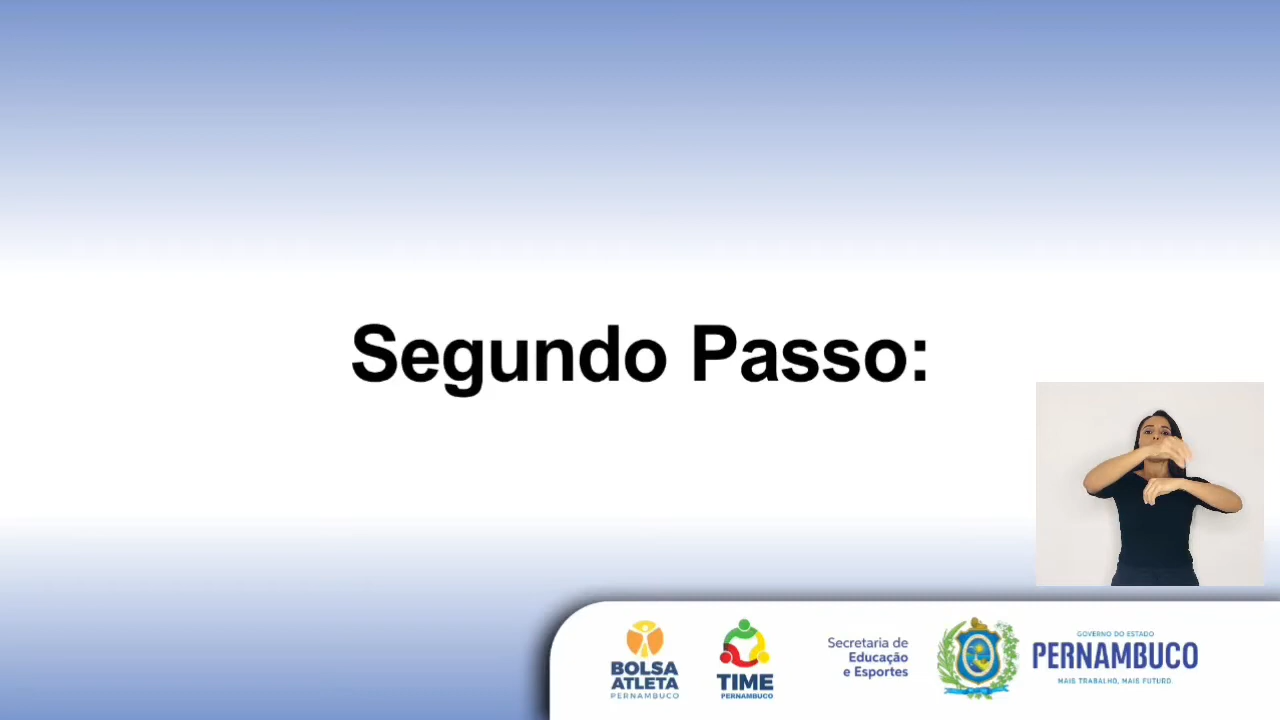 Segundo Passo:
BOLSA
ATLETA
PERNAMBUCO
TIME
PERNAMBUCO
Secretaria de
Educação
e Esportes
GOVERNO DO ESTADO
PERNAMBUCO
MAIS TRABALHO, MAIS FUTURO.